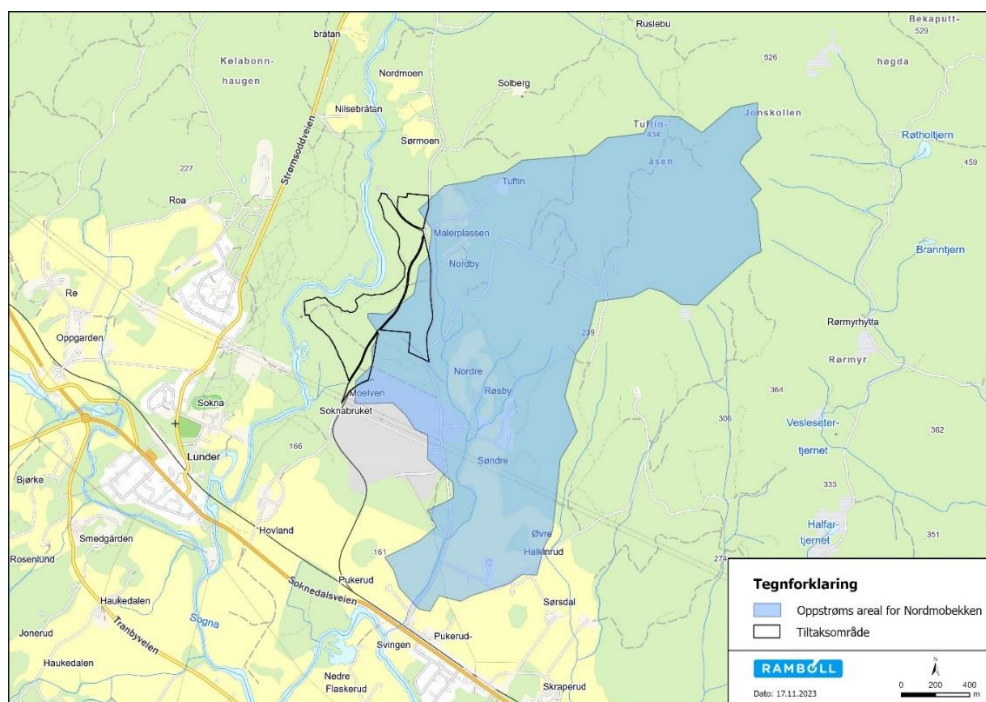 bråtan
Ruslebu
Bekaputt-
529
høgda
Kølabonn-
haugen
Nordmoen
Solberg
526
Nilsebråtan
Strømsoddveien
Sørmoen
Tuftin-
434
åsen
Jonskollen
Røtholtjern
459
227
Roa
Tuftin
Malerplassen
Nordby
Branntjern
Re
Oppgarden
239
Rørmyrhytta
Rørmyr
Nordre
Moelven
Røsby
Soknabruket
364
Sokna
306
Vesleseter-
tjernet
362
166
Lunder
Søndre
Bjørke
333
Hovland
Smedgården
Halfar-
tjernet
351
Øvre
Halkinrud
274
Rosenlund
161
Pukerud
Soknedalsveien
Haukedalen
Sørsdal
Jonerud
Sogna
Tranbyveien
Pukerud-
Svingen
Haukedalen
Nedre
Flaskerud
Skraperud
Tegnforklaring
Oppstrøms areal for Nordmobekken
Tiltaksområde
RAMBOLL
N
Dato: 17.11.2023
0 200 400
m